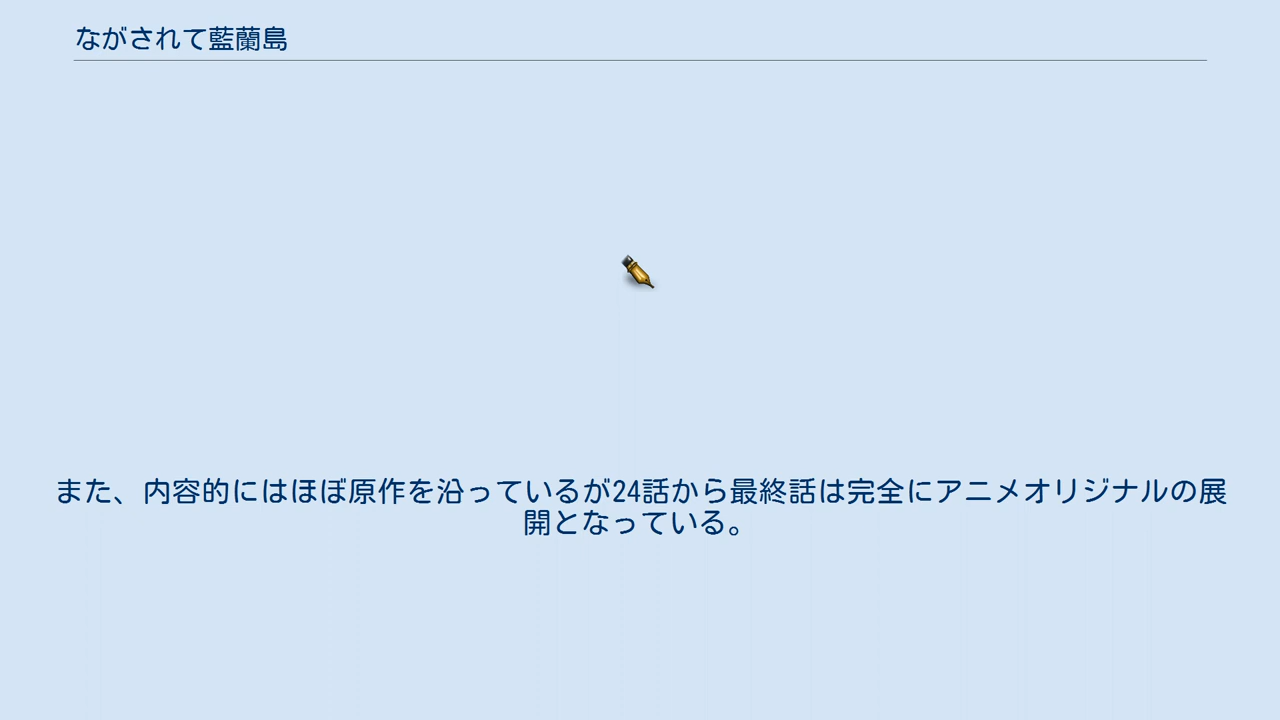 ながされて藍蘭島
また、内容的にはほぼ原作を沿っているが24話から最終話は完全にアニメオリジナルの展
開となっている。